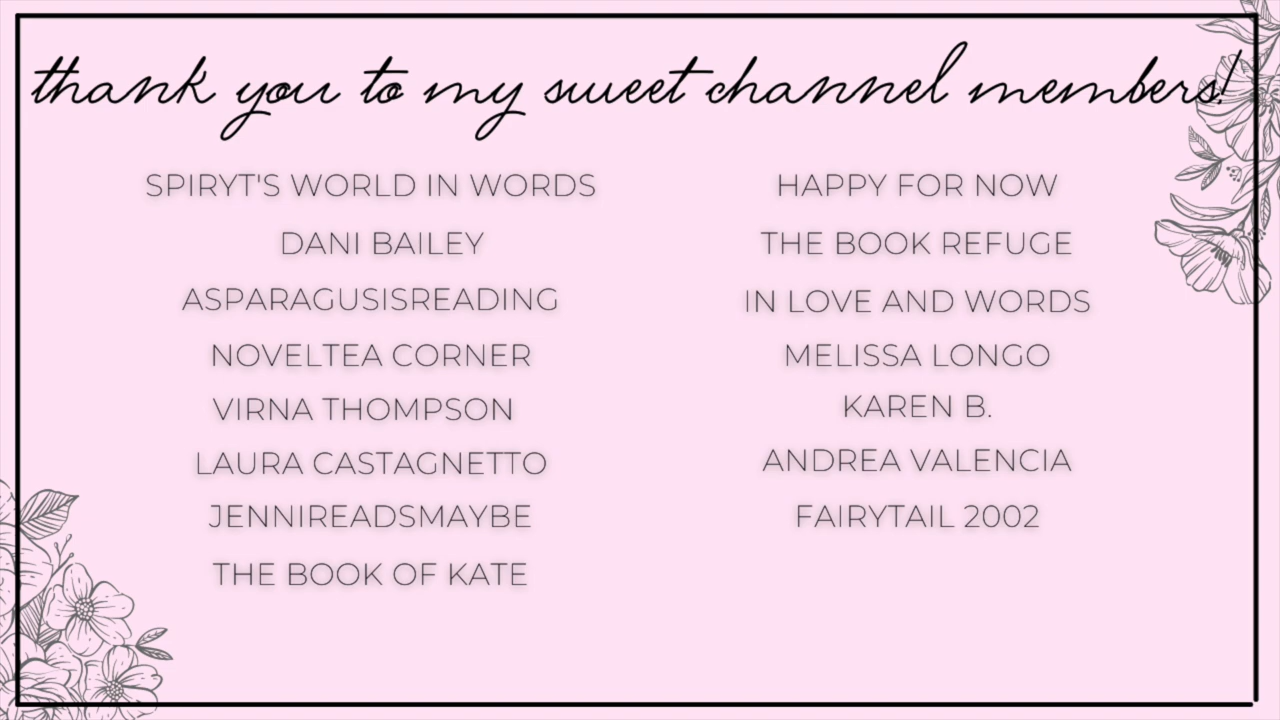 thank you to my sweet channel members!
SPIRYT'S WORLD IN WORDS
DANI BAILEY
ASPARAGUSISREADING
NOVELTEA CORNER
VIRNA THOMPSON
LAURA CASTAGNETTO
JENNIREADSMAYBE
THE BOOK OF KATE
HAPPY FOR NOW
THE BOOK REFUGE
IN LOVE AND WORDS
MELISSA LONGO
KAREN B.
ANDREA VALENCIA
FAIRYTAIL 2002